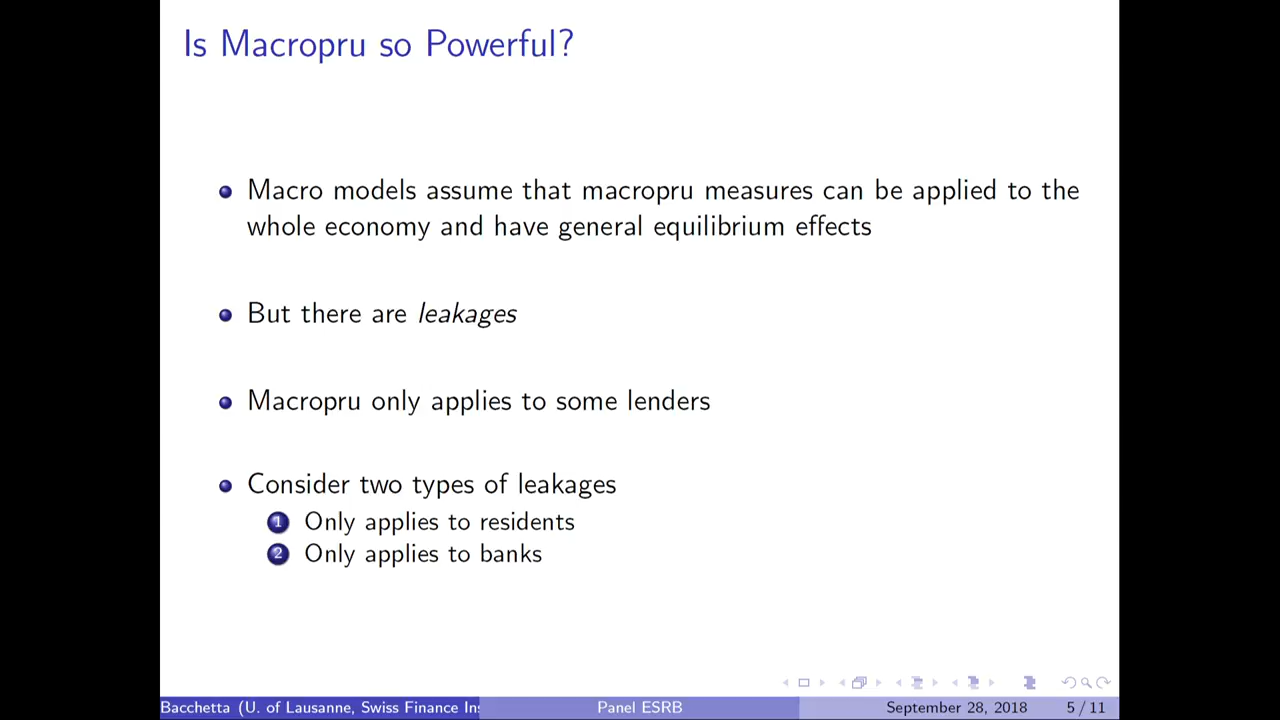 Is Macropru so Powerful?
Macro models assume that macropru measures can be applied to the
whole economy and have general equilibrium effects
But there are leakages
Macropru only applies to some lenders
Consider two types of leakages
1 Only applies to residents
2 Only applies to banks
Bacchetta (U. of Lausanne, Swiss Finance Ins Panel ESRB September 28, 2018 5 / 11